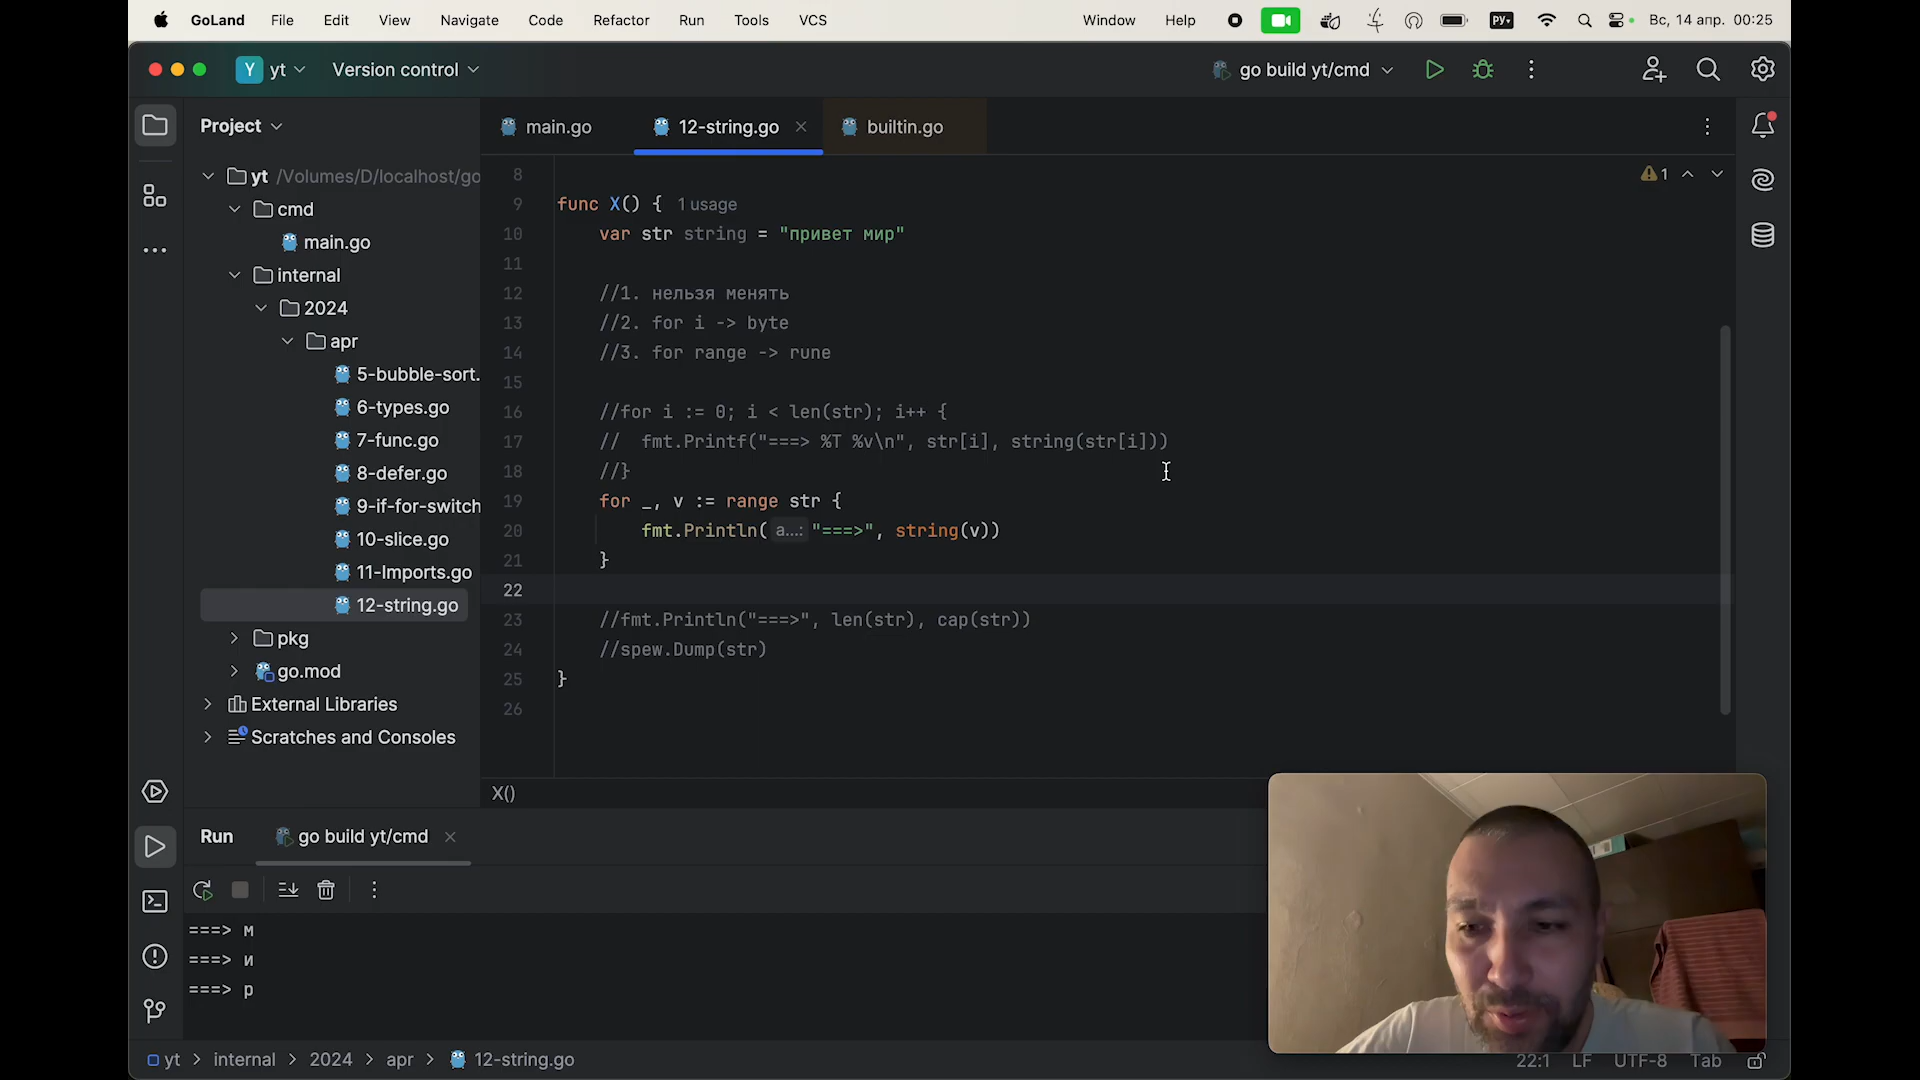 GoLand File Edit View Navigate Code Refactor Run Tools VCS Window Help РУ Вс, 14 апр. 00:25
Y yt Version control go build yt/cmd
Project
main.go 12-string.go builtin.go
yt /Volumes/D/localhost/go
cmd
main.go
internal
2024
apr
5-bubble-sort.
6-types.go
7-func.go
8-defer.go
9-if-for-switch
10-slice.go
11-Imports.go
12-string.go
pkg
go.mod
External Libraries
Scratches and Consoles
1
8
9 func X() { 1 usage
10 var str string = "привет мир"
11
12 //1. нельзя менять
13 //2. for i -> byte
14 //3. for range -> rune
15
16 //for i := 0; i < len(str); i++ {
17 // fmt.Printf("===> %T %v\n", str[i], string(str[i]))
18 //}
19 for _, v := range str {
20 fmt.Println( a…: "===>", string(v))
21 }
22
23 //fmt.Println("===>", len(str), cap(str))
24 //spew.Dump(str)
25 }
26
X()
Run go build yt/cmd
===> м
===> и
===> р
yt > internal > 2024 > apr > 12-string.go
22:1 LF UTF-8 Tab